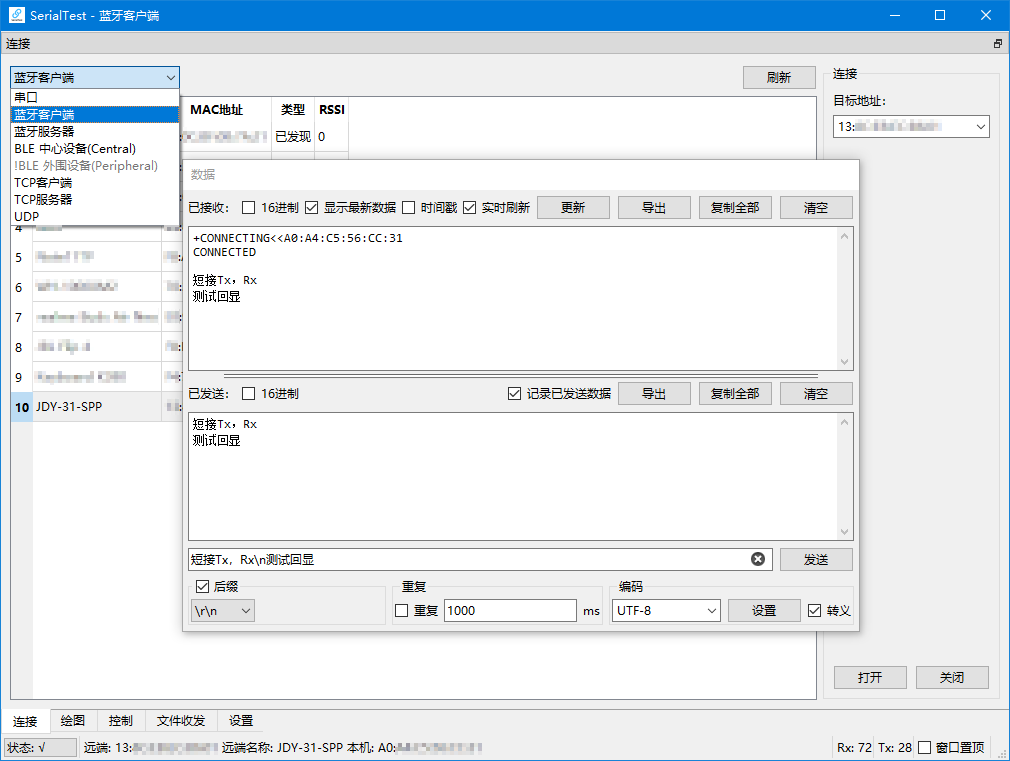 SerialTest - 蓝牙客户端
连接
蓝牙客户端
刷新
连接
串口
蓝牙客户端
蓝牙服务器
BLE 中心设备(Central)
!BLE 外围设备(Peripheral)
TCP客户端
TCP服务器
UDP
MAC地址 类型 RSSI
已发现 0
目标地址:
13:
4
5
6
7
8
9
10 JDY-31-SPP
数据
已接收: 16进制 显示最新数据 时间戳 实时刷新 更新 导出 复制全部 清空
+CONNECTING<<A0:A4:C5:56:CC:31
CONNECTED
短接Tx，Rx
测试回显
已发送: 16进制 记录已发送数据 导出 复制全部 清空
短接Tx，Rx
测试回显
短接Tx，Rx\n测试回显 发送
后缀 重复 编码
\r\n 重复 1000 ms UTF-8 设置 转义
打开 关闭
连接 绘图 控制 文件收发 设置
状态: √ 远端: 13: 远端名称: JDY-31-SPP 本机: A0: Rx: 72 Tx: 28 窗口置顶